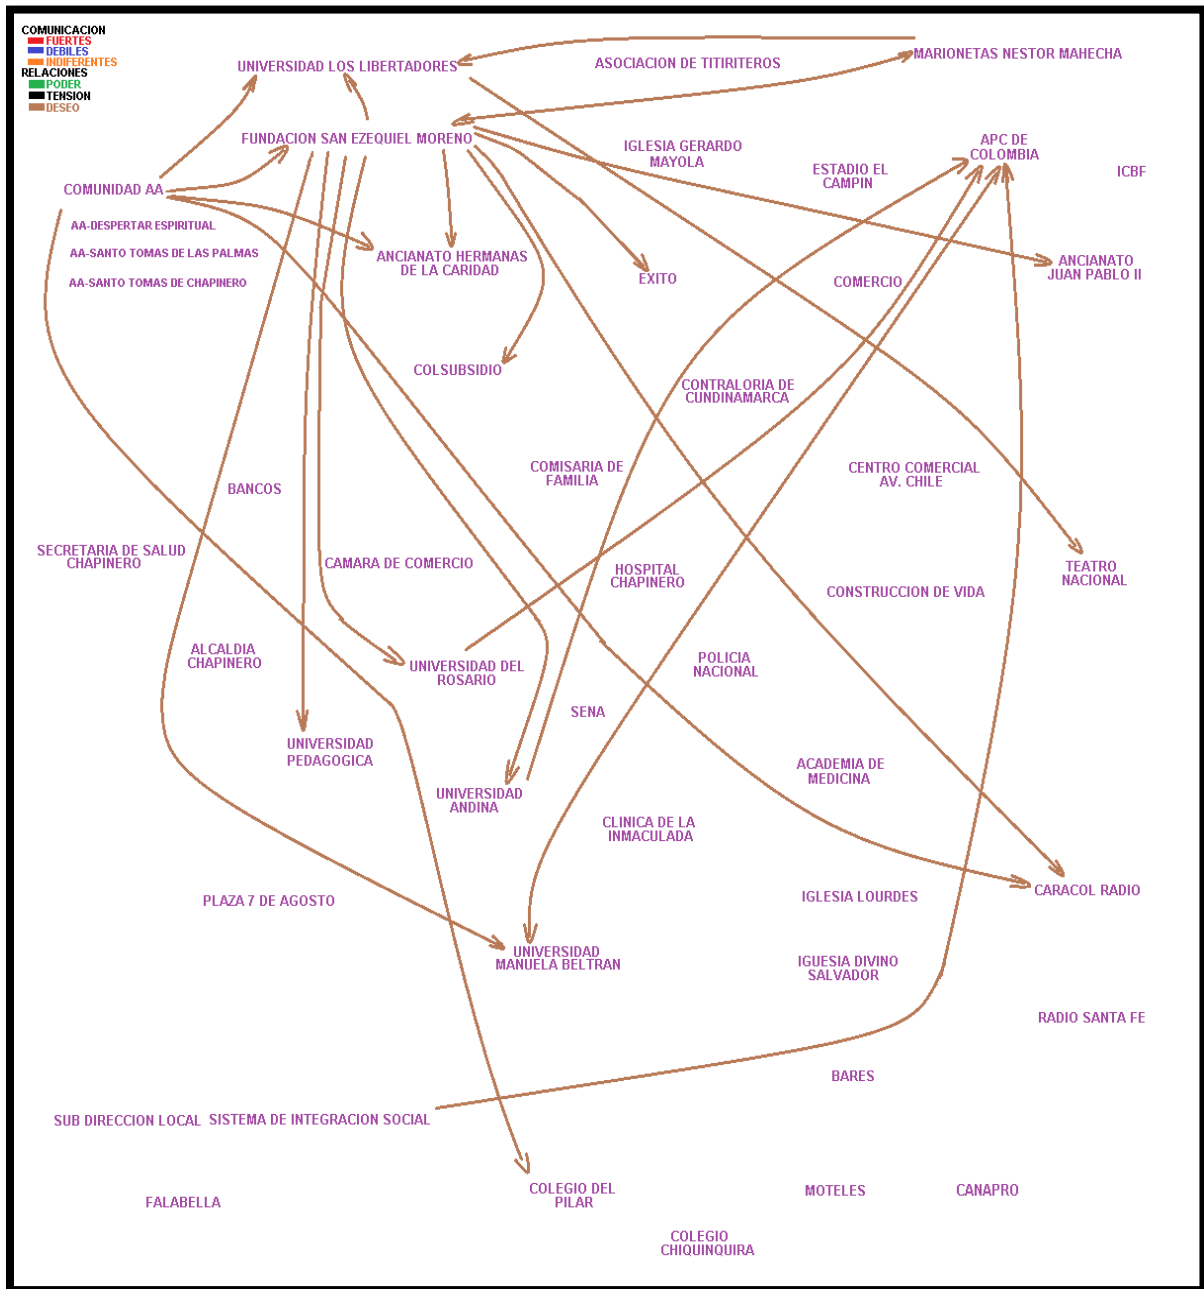 COMUNICACION
FUERTES
DEBILES
INDIFERENTES
RELACIONES
PODER
TENSION
DESEO
UNIVERSIDAD LOS LIBERTADORES
ASOCIACION DE TITIRITEROS
MARIONETAS NESTOR MAHECHA
FUNDACION SAN EZEQUIEL MORENO
IGLESIA GERARDO
MAYOLA
APC DE
COLOMBIA
ESTADIO EL
CAMPIN
ICBF
COMUNIDAD AA
AA-DESPERTAR ESPIRITUAL
AA-SANTO TOMAS DE LAS PALMAS
AA-SANTO TOMAS DE CHAPINERO
ANCIANATO HERMANAS
DE LA CARIDAD
EXITO
COMERCIO
ANCIANATO
JUAN PABLO II
COLSUBSIDIO
CONTRALORIA DE
CUNDINAMARCA
COMISARIA DE
FAMILIA
CENTRO COMERCIAL
AV. CHILE
BANCOS
SECRETARIA DE SALUD
CHAPINERO
CAMARA DE COMERCIO
HOSPITAL
CHAPINERO
TEATRO
NACIONAL
CONSTRUCCION DE VIDA
ALCALDIA
CHAPINERO
UNIVERSIDAD DEL
ROSARIO
POLICIA
NACIONAL
SENA
UNIVERSIDAD
PEDAGOGICA
ACADEMIA DE
MEDICINA
UNIVERSIDAD
ANDINA
CLINICA DE LA
INMACULADA
PLAZA 7 DE AGOSTO
IGLESIA LOURDES
CARACOL RADIO
UNIVERSIDAD
MANUELA BELTRAN
IGUESIA DIVINO
SALVADOR
RADIO SANTA FE
BARES
SUB DIRECCION LOCAL
SISTEMA DE INTEGRACION SOCIAL
FALABELLA
COLEGIO DEL
PILAR
MOTELES
CANAPRO
COLEGIO
CHIQUINQUIRA